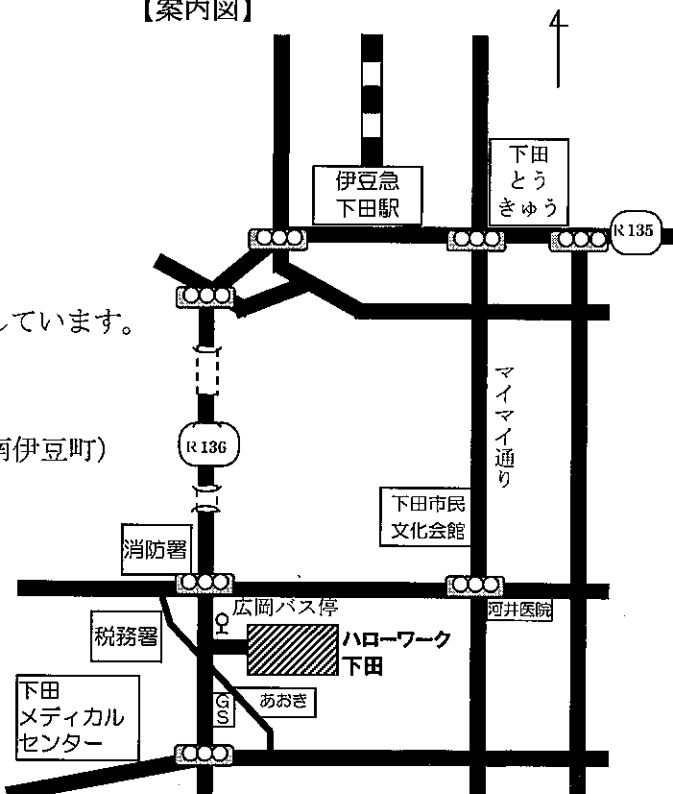 【案内図】
4
下田
とう
きゅう
伊豆急
下田駅
R 135
しています。
マイマイ通り
南伊豆町）
R 136
下田市民
文化会館
消防署
広岡バス停
河井医院
税務署
ハローワーク
下田
下田
メディカル
センター
GS
あおき